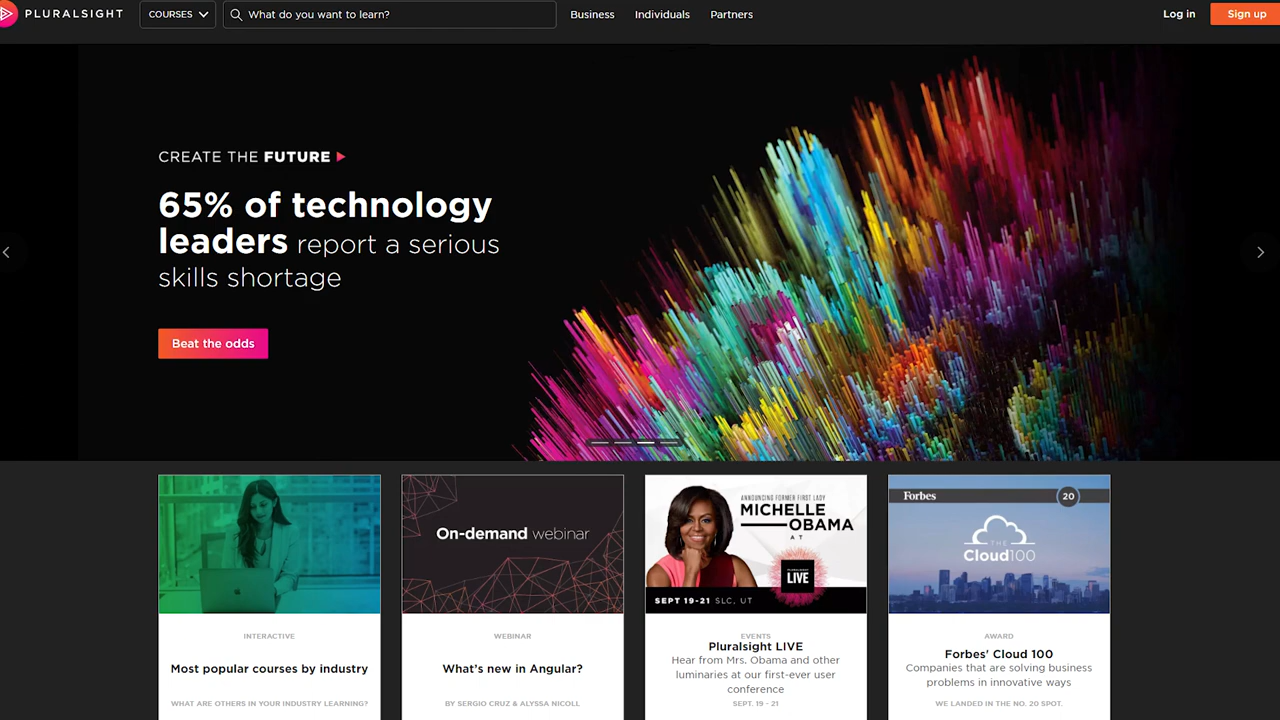 PLURALSIGHT
COURSES
What do you want to learn?
Business
Individuals
Partners
Log in
Sign up
CREATE THE FUTURE
65% of technology
leaders report a serious
skills shortage
Beat the odds
INTERACTIVE
Most popular courses by industry
WHAT ARE OTHERS IN YOUR INDUSTRY LEARNING?
On-demand webinar
WEBINAR
What's new in Angular?
BY SERGIO CRUZ & ALYSSA NICOLL
ANNOUNCING FORMER FIRST LADY
MICHELLE
OBAMA
AT
PLURALSIGHT
LIVE
SEPT 19-21 SLC, UT
EVENTS
Pluralsight LIVE
Hear from Mrs. Obama and other
luminaries at our first-ever user
conference
SEPT. 19 - 21
Forbes
20
THE
Cloud100
AWARD
Forbes' Cloud 100
Companies that are solving business
problems in innovative ways
WE LANDED IN THE NO. 20 SPOT.